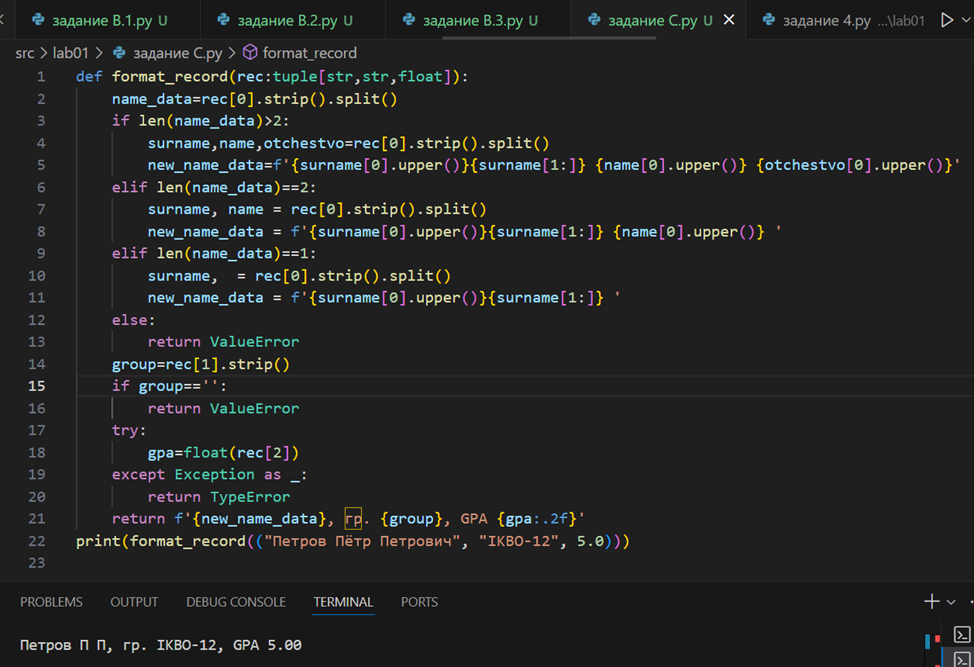 задание B.1.py U задание B.2.py U задание B.3.py U задание C.py U × задание 4.py ...\lab01
src > lab01 > задание C.py > format_record
1 def format_record(rec:tuple[str,str,float]):
2     name_data=rec[0].strip().split()
3     if len(name_data)>2:
4         surname,name,otchestvo=rec[0].strip().split()
5         new_name_data=f'{surname[0].upper()}{surname[1:]} {name[0].upper()} {otchestvo[0].upper()}'
6     elif len(name_data)==2:
7         surname, name = rec[0].strip().split()
8         new_name_data = f'{surname[0].upper()}{surname[1:]} {name[0].upper()} '
9     elif len(name_data)==1:
10         surname,  = rec[0].strip().split()
11         new_name_data = f'{surname[0].upper()}{surname[1:]} '
12     else:
13         return ValueError
14     group=rec[1].strip()
15     if group=='':
16         return ValueError
17     try:
18         gpa=float(rec[2])
19     except Exception as _:
20         return TypeError
21     return f'{new_name_data}, гр. {group}, GPA {gpa:.2f}'
22 print(format_record(("Петров Пётр Петрович", "IKBO-12", 5.0)))
23
PROBLEMS OUTPUT DEBUG CONSOLE TERMINAL PORTS
Петров П П, гр. IKBO-12, GPA 5.00